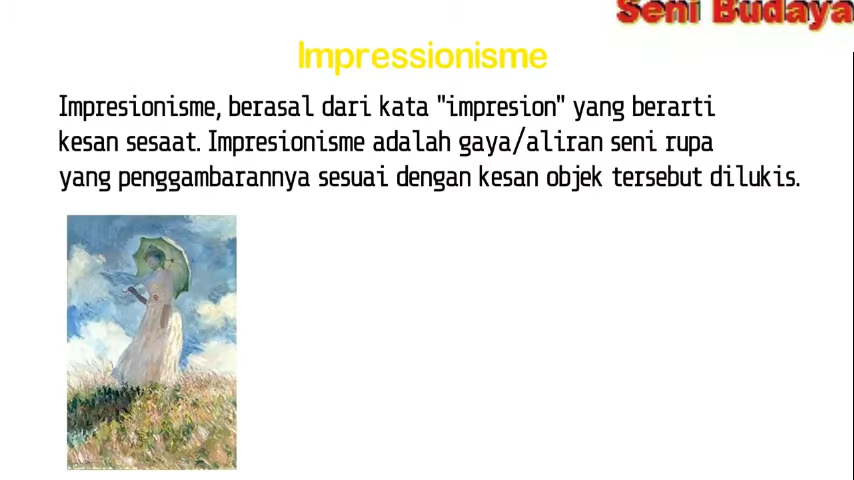 Seni Budaya
Impressionisme
Impresionisme, berasal dari kata "impresion" yang berarti
kesan sesaat. Impresionisme adalah gaya/aliran seni rupa
yang penggambarannya sesuai dengan kesan objek tersebut dilukis.